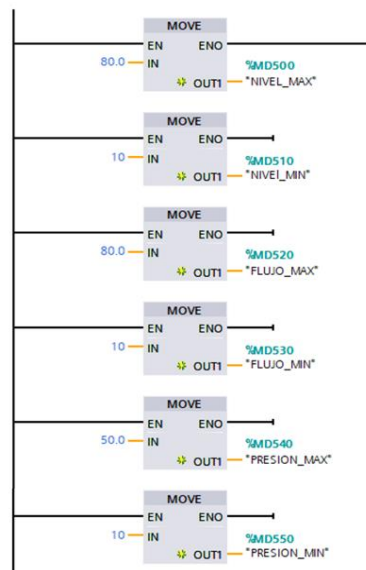 MOVE
EN ENO
80.0 IN %MD500
OUT1 "NIVEL_MAX"
MOVE
EN ENO
10 IN %MD510
OUT1 "NIVEl_MIN"
MOVE
EN ENO
80.0 IN %MD520
OUT1 "FLUJO_MAX"
MOVE
EN ENO
10 IN %MD530
OUT1 "FLUJO_MIN"
MOVE
EN ENO
50.0 IN %MD540
OUT1 "PRESION_MAX"
MOVE
EN ENO
10 IN %MD550
OUT1 "PRESION_MIN"